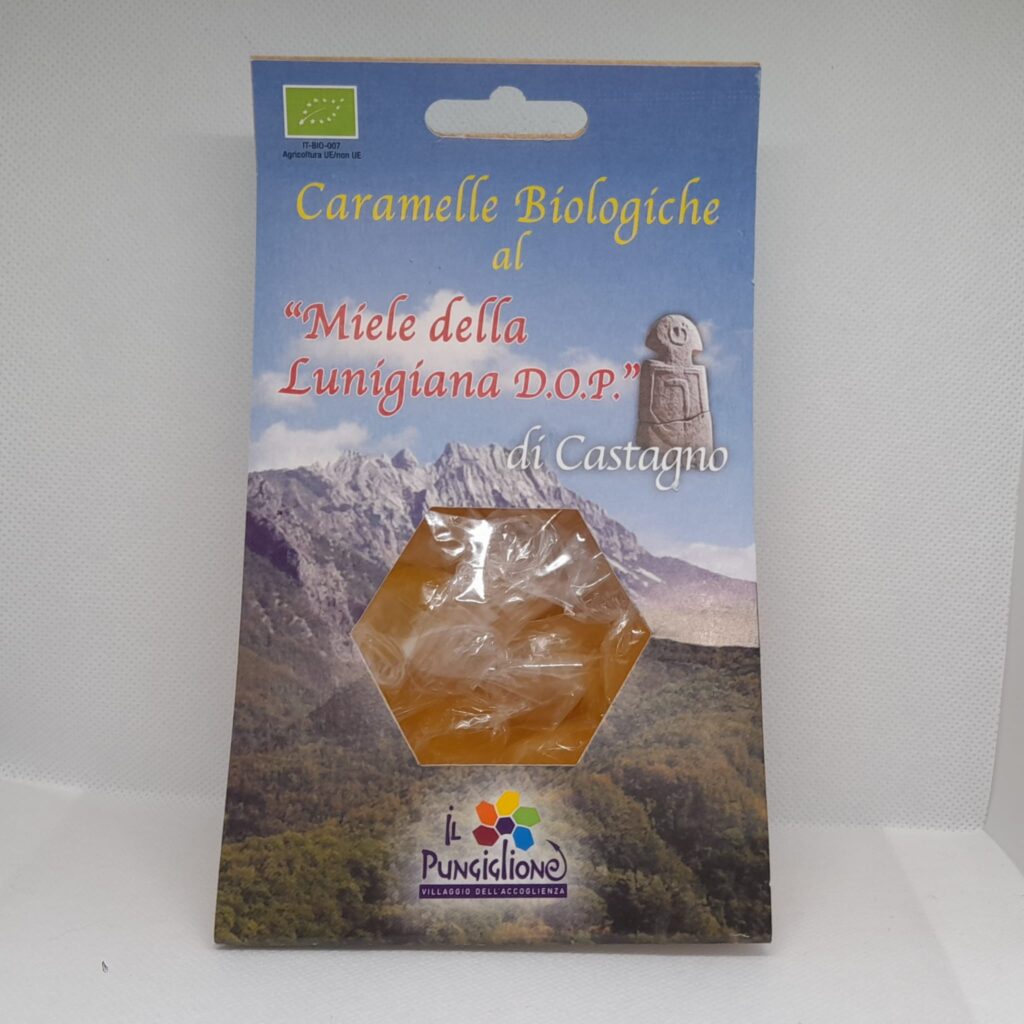 IT-BIO-007
Agricoltura UE/non UE
Caramelle Biologiche
al
“Miele della
Lunigiana D.O.P.”
di Castagno
iL
PUNGiGLiONE
VILLAGGIO DELL'ACCOGLIENZA